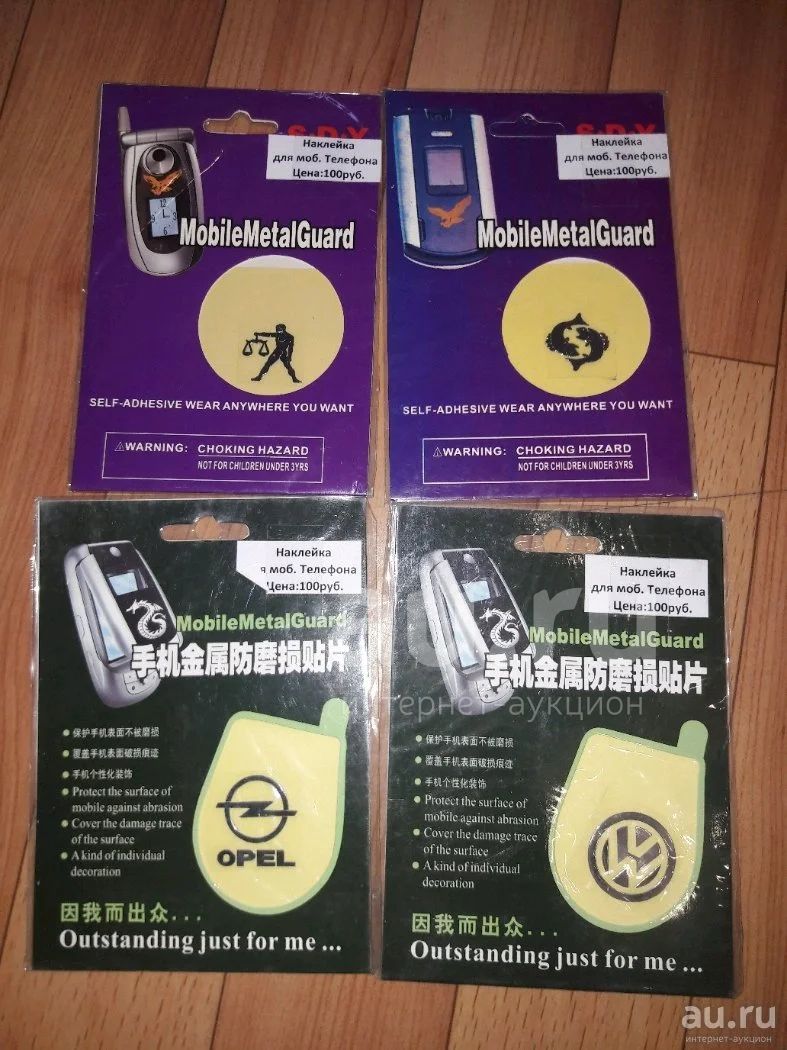 S·D·X
Наклейка
для моб. Телефона
Цена:100руб.
MobileMetalGuard
SELF-ADHESIVE WEAR ANYWHERE YOU WANT
⚠WARNING: CHOKING HAZARD
NOT FOR CHILDREN UNDER 3YRS
S·D·X
Наклейка
для моб. Телефона
Цена:100руб.
MobileMetalGuard
SELF-ADHESIVE WEAR ANYWHERE YOU WANT
⚠WARNING: CHOKING HAZARD
NOT FOR CHILDREN UNDER 3YRS
Наклейка
я моб. Телефона
Цена:100руб.
MobileMetalGuard
手机金属防磨损贴片
● 保护手机表面不被磨损
● 覆盖手机表面破损痕迹
● 手机个性化装饰
● Protect the surface of
mobile against abrasion
● Cover the damage trace
of the surface
● A kind of individual
decoration
OPEL
因我而出众...
Outstanding just for me ...
Наклейка
для моб. Телефона
Цена:100руб.
MobileMetalGuard
手机金属防磨损贴片
● 保护手机表面不被磨损
● 覆盖手机表面破损痕迹
● 手机个性化装饰
● Protect the surface of
mobile against abrasion
● Cover the damage trace
of the surface
● A kind of individual
decoration
VW
因我而出众...
Outstanding just for me ...
au.ru
интернет-аукцион
au.ru
интернет-аукцион